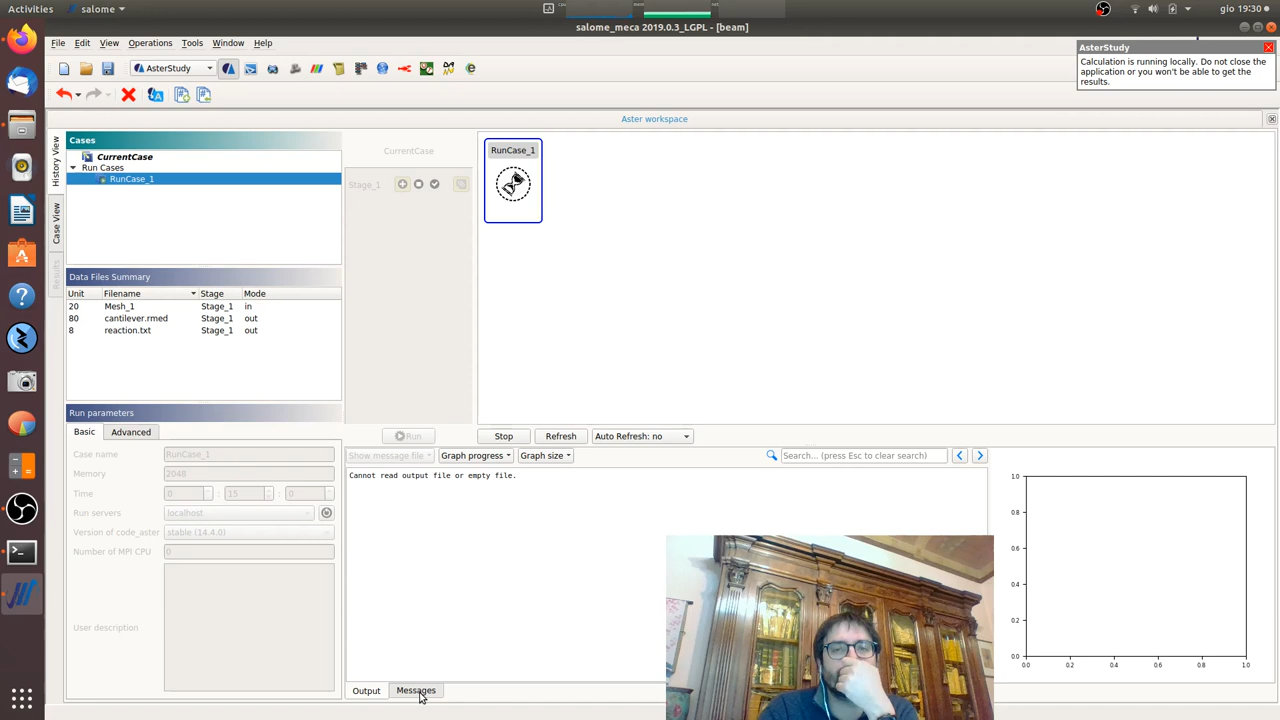 Activities
salome
gio 19:30
salome_meca 2019.0.3_LGPL - [beam]
File Edit View Operations Tools Window Help
AsterStudy
Calculation is running locally. Do not close the
application or you won't be able to get the
results.
AsterStudy
Aster workspace
History View
Case View
Results
Cases
CurrentCase
Run Cases
RunCase_1
CurrentCase
Stage_1
RunCase_1
Data Files Summary
Unit Filename Stage Mode
20 Mesh_1 Stage_1 in
80 cantilever.rmed Stage_1 out
8 reaction.txt Stage_1 out
Run parameters
Basic Advanced
Case name RunCase_1
Memory 2048
Time 0 : 15 : 0
Run servers localhost
Version of code_aster stable (14.4.0)
Number of MPI CPU 0
User description
Run
Stop Refresh Auto Refresh: no
Show message file Graph progress Graph size Search... (press Esc to clear search)
Cannot read output file or empty file.
Output Messages
1.0
0.8
0.6
0.4
0.2
0.0
0.0 0.2 0.4 0.6 0.8 1.0